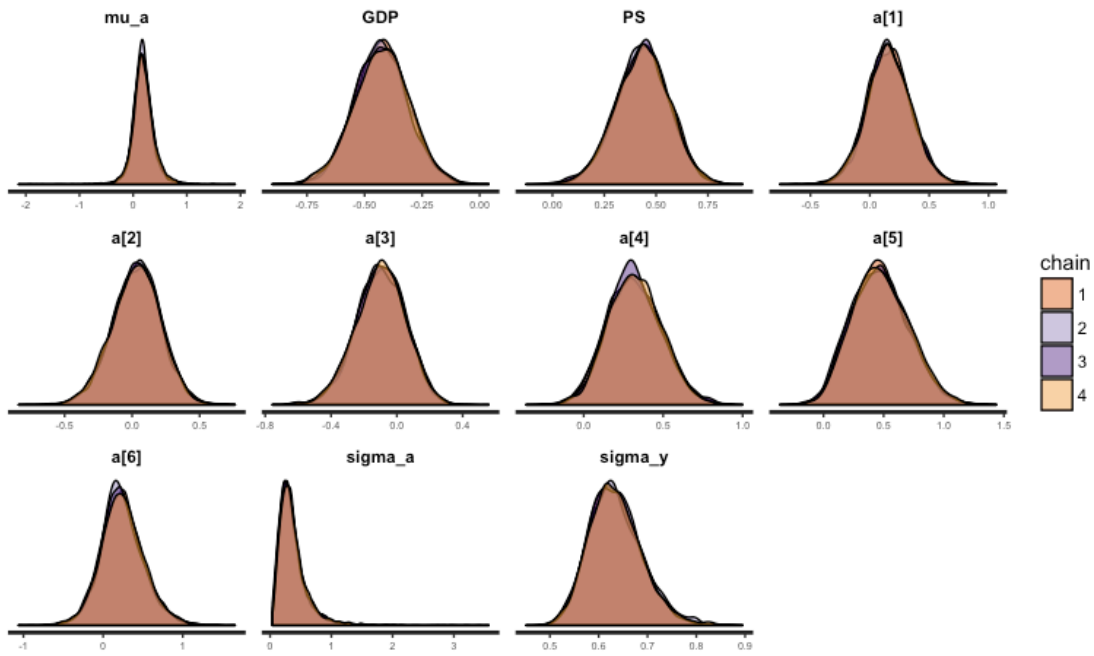 mu_a GDP PS a[1]
-2 -1 0 1 2 -0.75 -0.50 -0.25 0.00 0.00 0.25 0.50 0.75 -0.5 0.0 0.5 1.0
a[2] a[3] a[4] a[5]
-0.5 0.0 0.5 -0.8 -0.4 0.0 0.4 0.0 0.5 1.0 0.0 0.5 1.0 1.5
chain
1
2
3
4
a[6] sigma_a sigma_y
-1 0 1 0 1 2 3 0.5 0.6 0.7 0.8 0.9